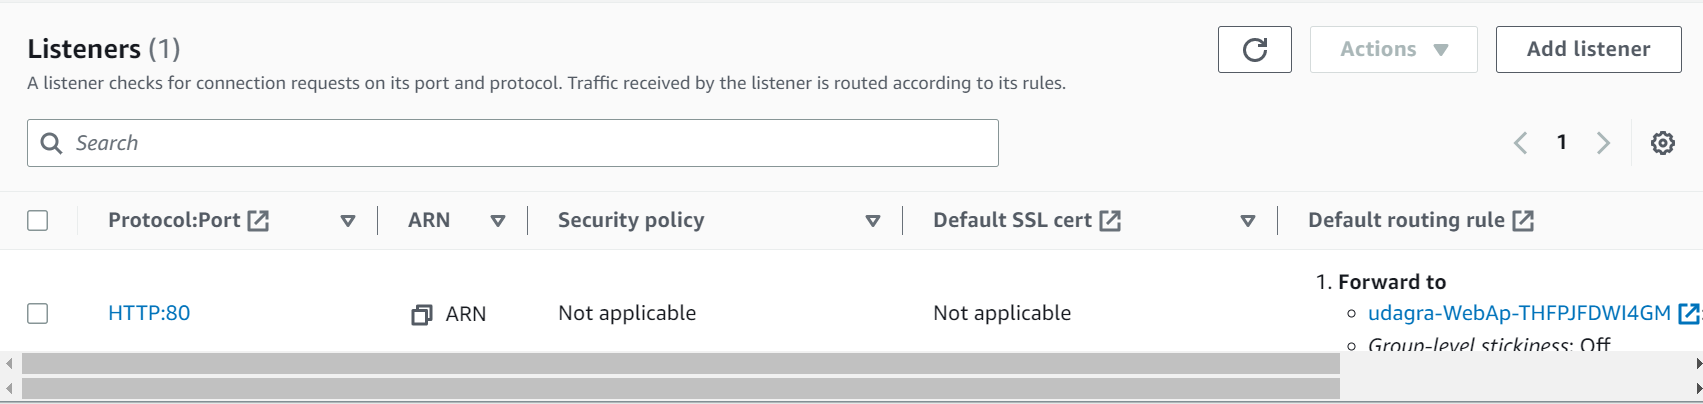 Listeners (1)
Actions
Add listener
A listener checks for connection requests on its port and protocol. Traffic received by the listener is routed according to its rules.
Search
1
Protocol:Port
ARN
Security policy
Default SSL cert
Default routing rule
1. Forward to
HTTP:80
ARN
Not applicable
Not applicable
udagra-WebAp-THFPJFDWI4GM
Group-level stickiness: Off